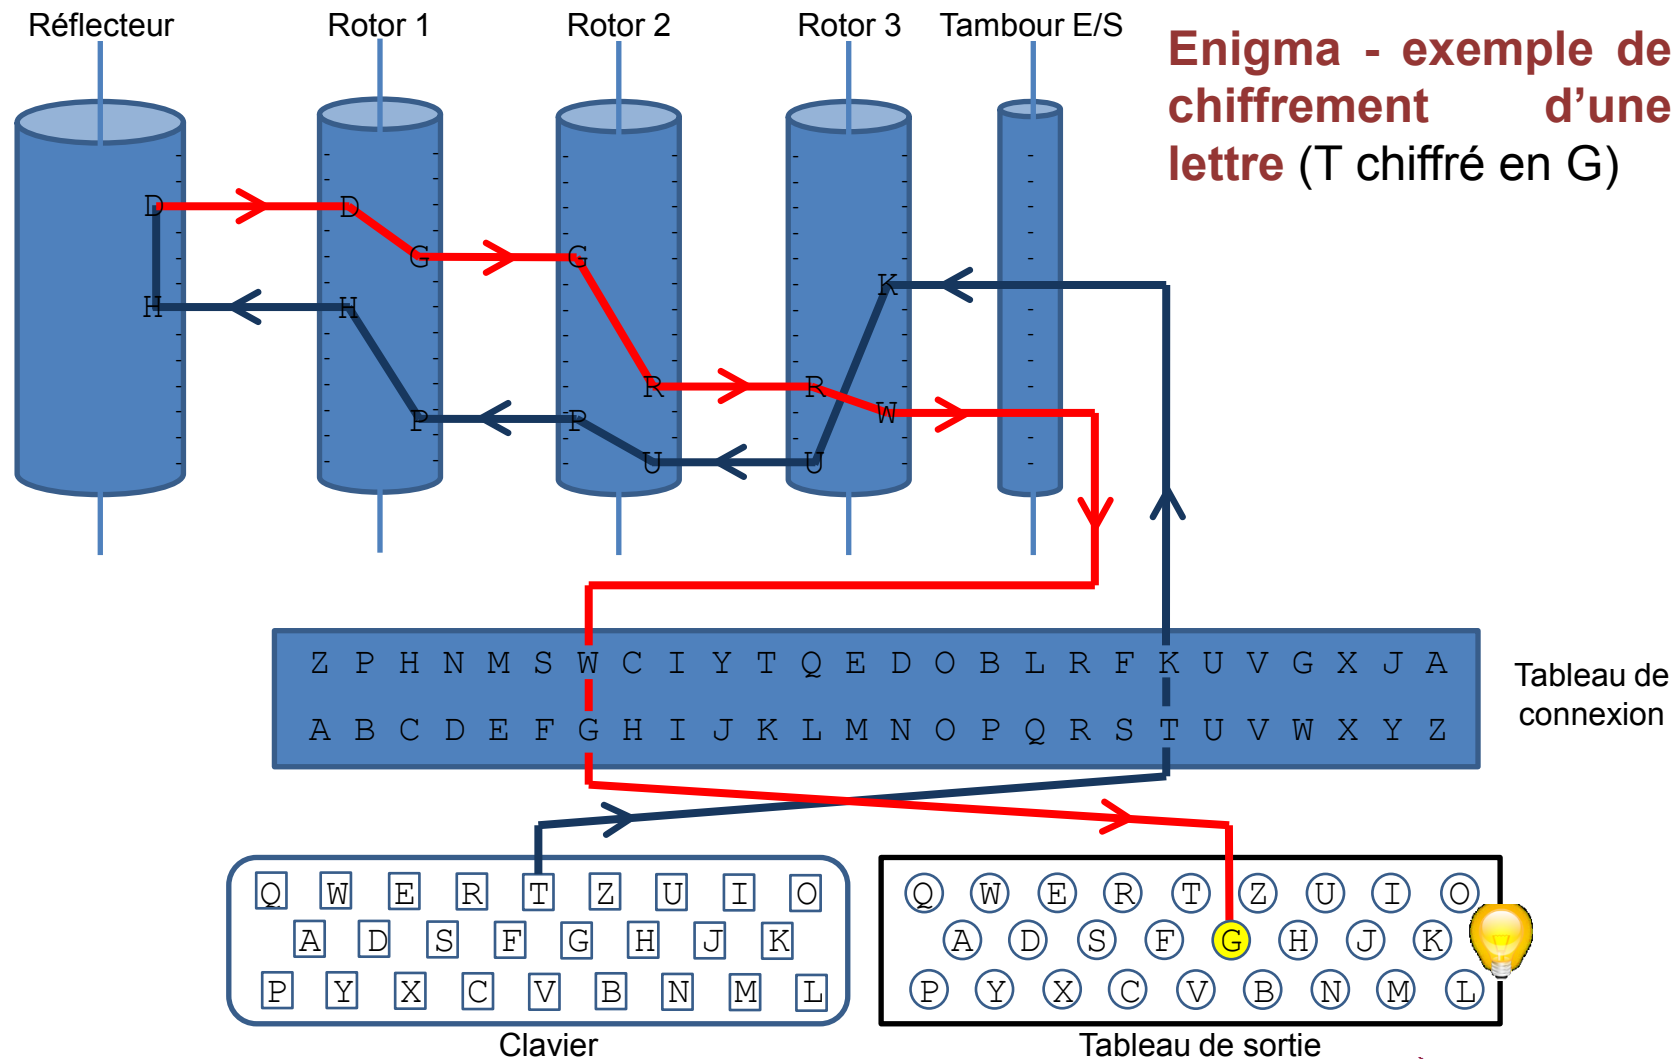 Réflecteur Rotor 1 Rotor 2 Rotor 3 Tambour E/S
Enigma - exemple de
chiffrement d’une
lettre (T chiffré en G)
D D
G G
K
H H
R R
W
P P
U U
Z P H N M S W C I Y T Q E D O B L R F K U V G X J A
A B C D E F G H I J K L M N O P Q R S T U V W X Y Z
Tableau de
connexion
Q W E R T Z U I O
A D S F G H J K
P Y X C V B N M L
Clavier
Q W E R T Z U I O
A D S F G H J K
P Y X C V B N M L
Tableau de sortie